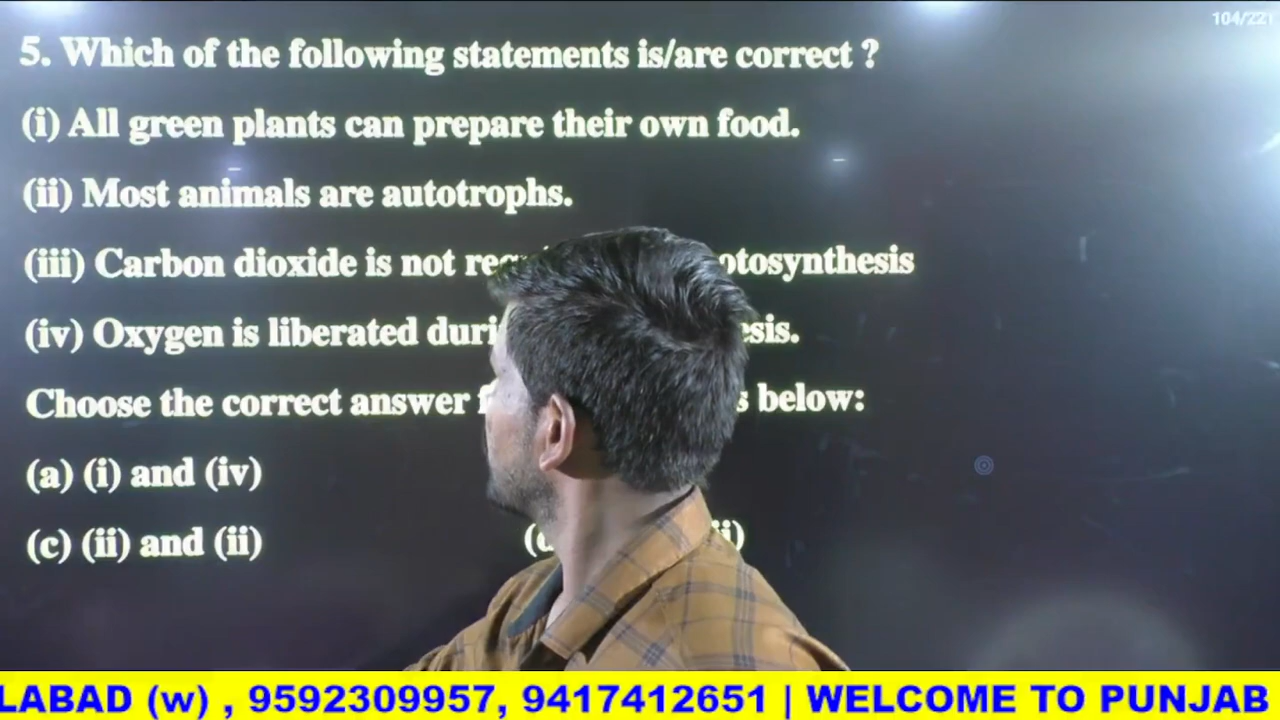 104/221
5. Which of the following statements is/are correct ?
(i) All green plants can prepare their own food.
(ii) Most animals are autotrophs.
(iii) Carbon dioxide is not
(iv) Oxygen is liberated
Choose the correct answer below:
(a) (i) and (iv)
(c) (ii) and (ii) (d
LABAD (w) , 9592309957, 9417412651 | WELCOME TO PUNJAB